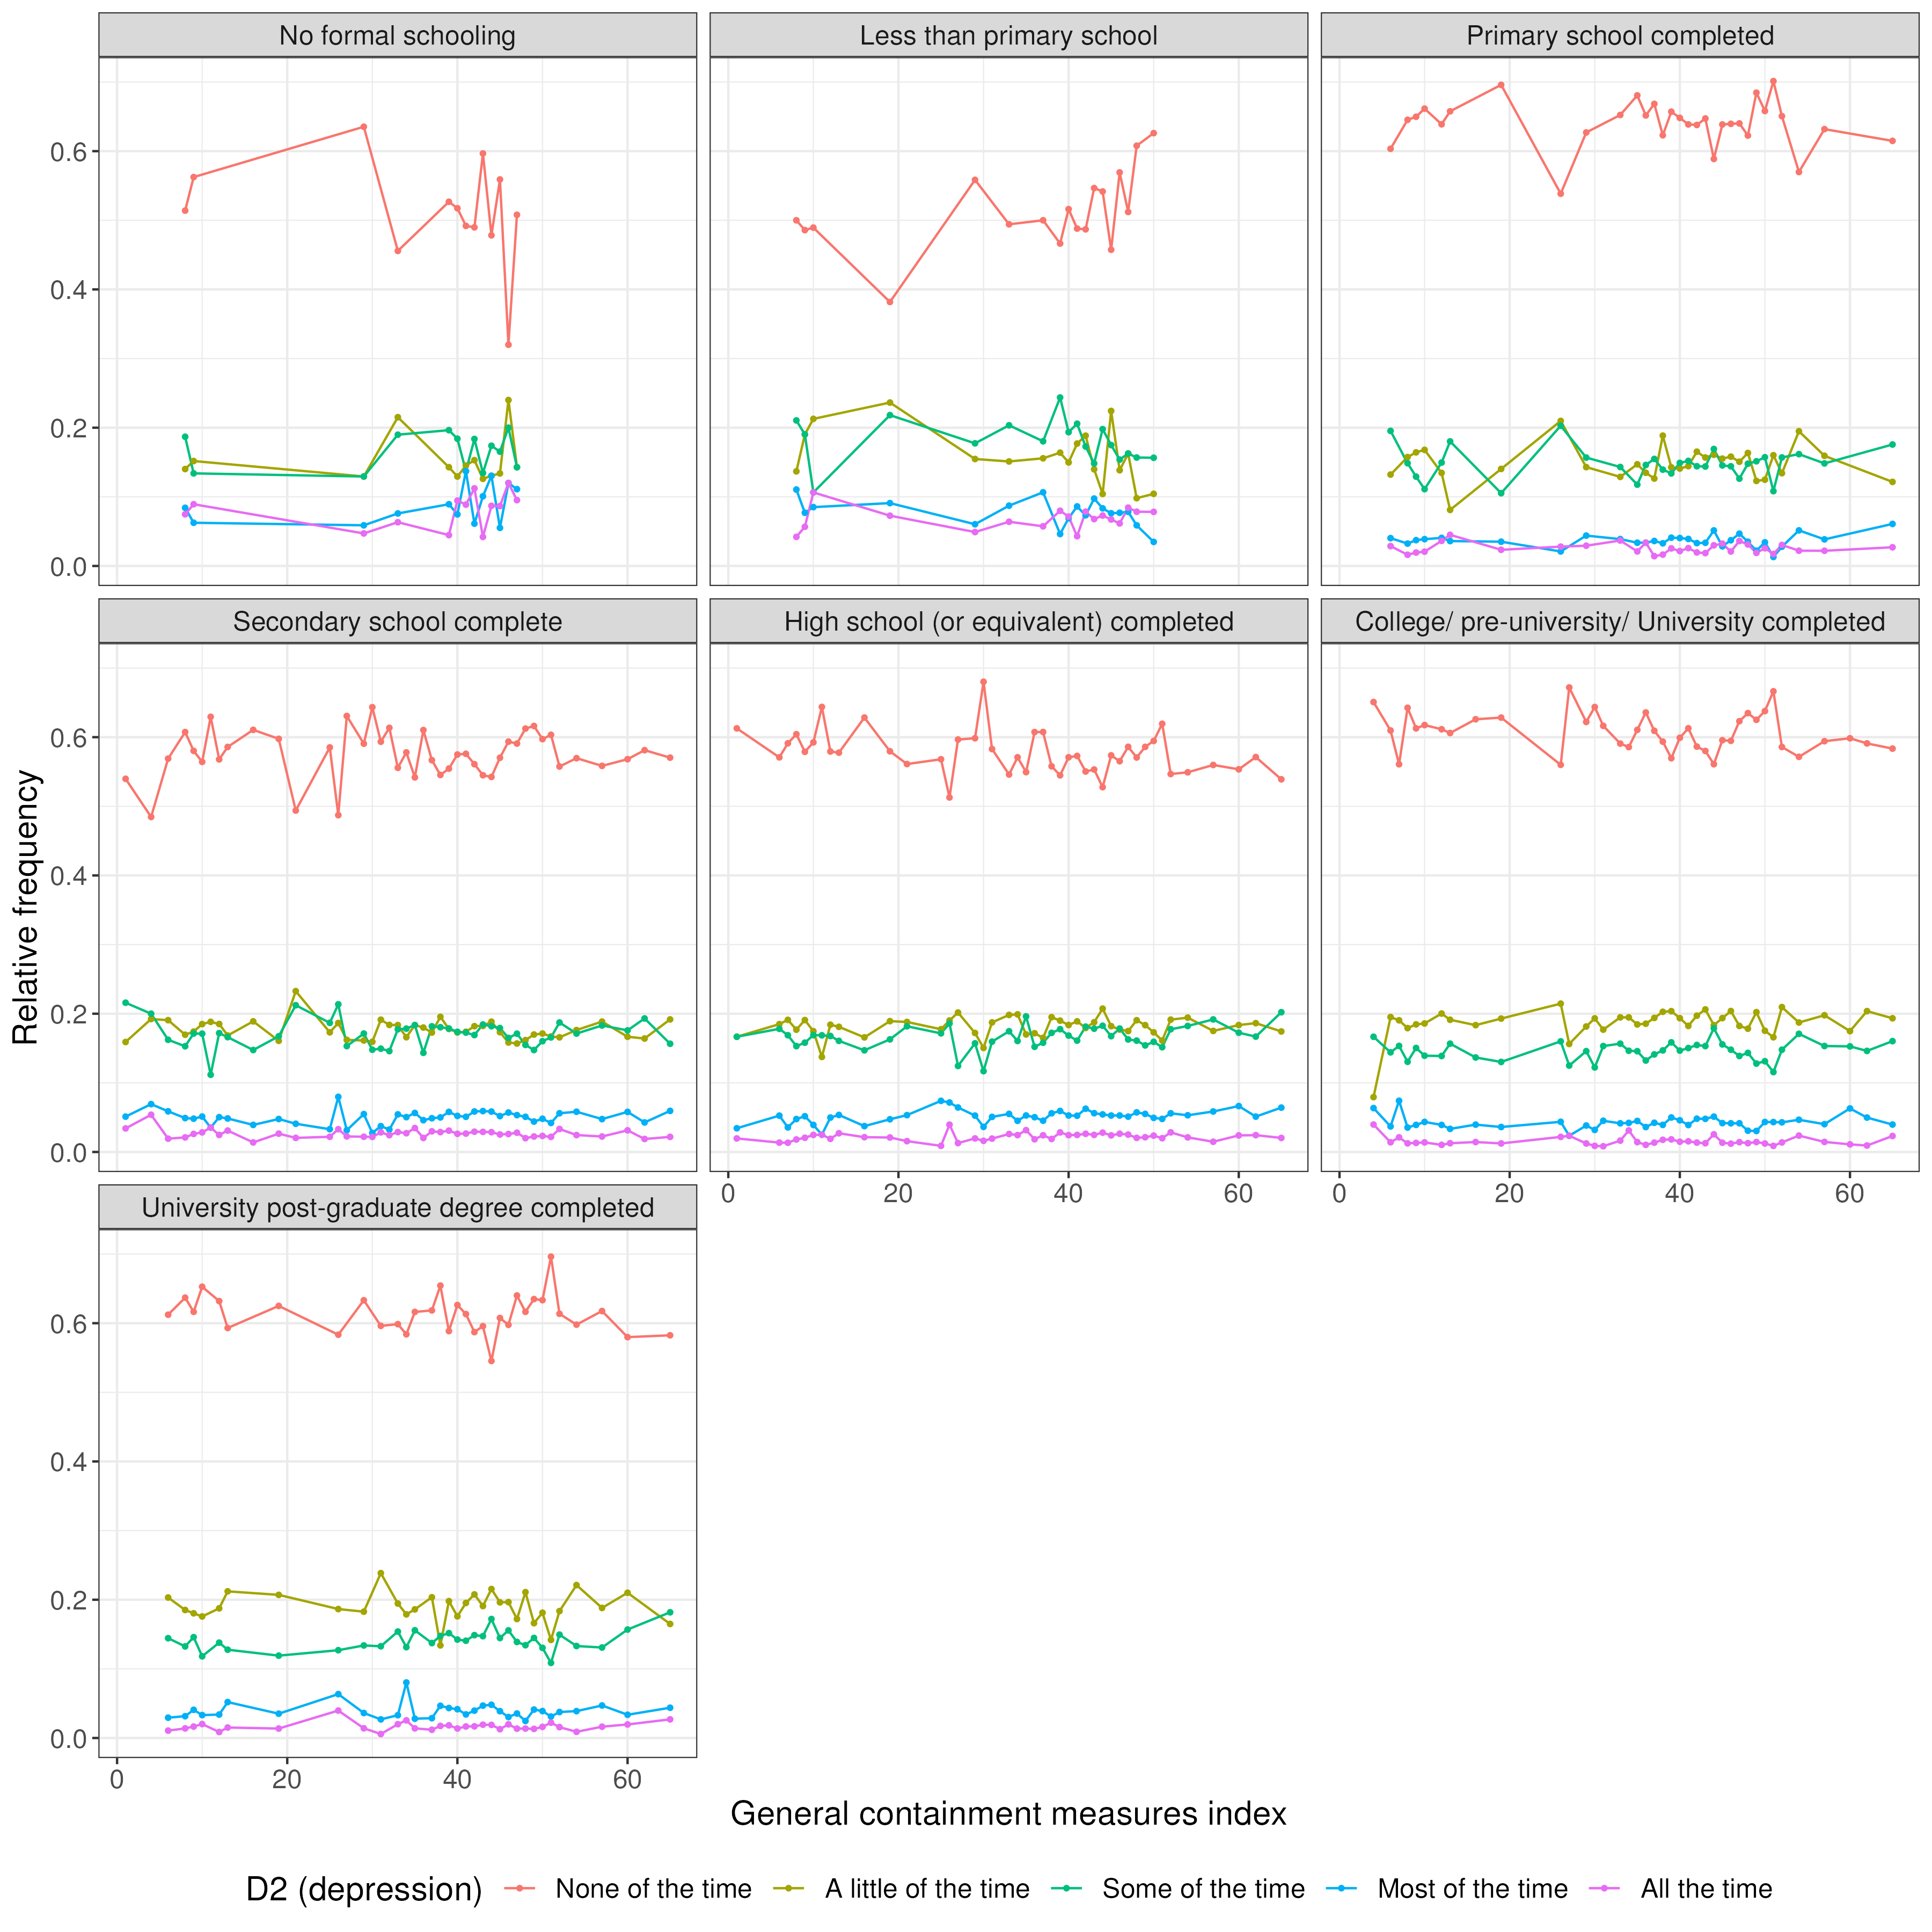 No formal schooling
Less than primary school
Primary school completed
0.6
0.4
0.2
0.0
Secondary school complete
High school (or equivalent) completed
College/ pre-university/ University completed
0.6
0.4
0.2
0.0
0 20 40 60
0 20 40 60
University post-graduate degree completed
0.6
0.4
0.2
0.0
0 20 40 60
Relative frequency
General containment measures index
D2 (depression) None of the time A little of the time Some of the time Most of the time All the time